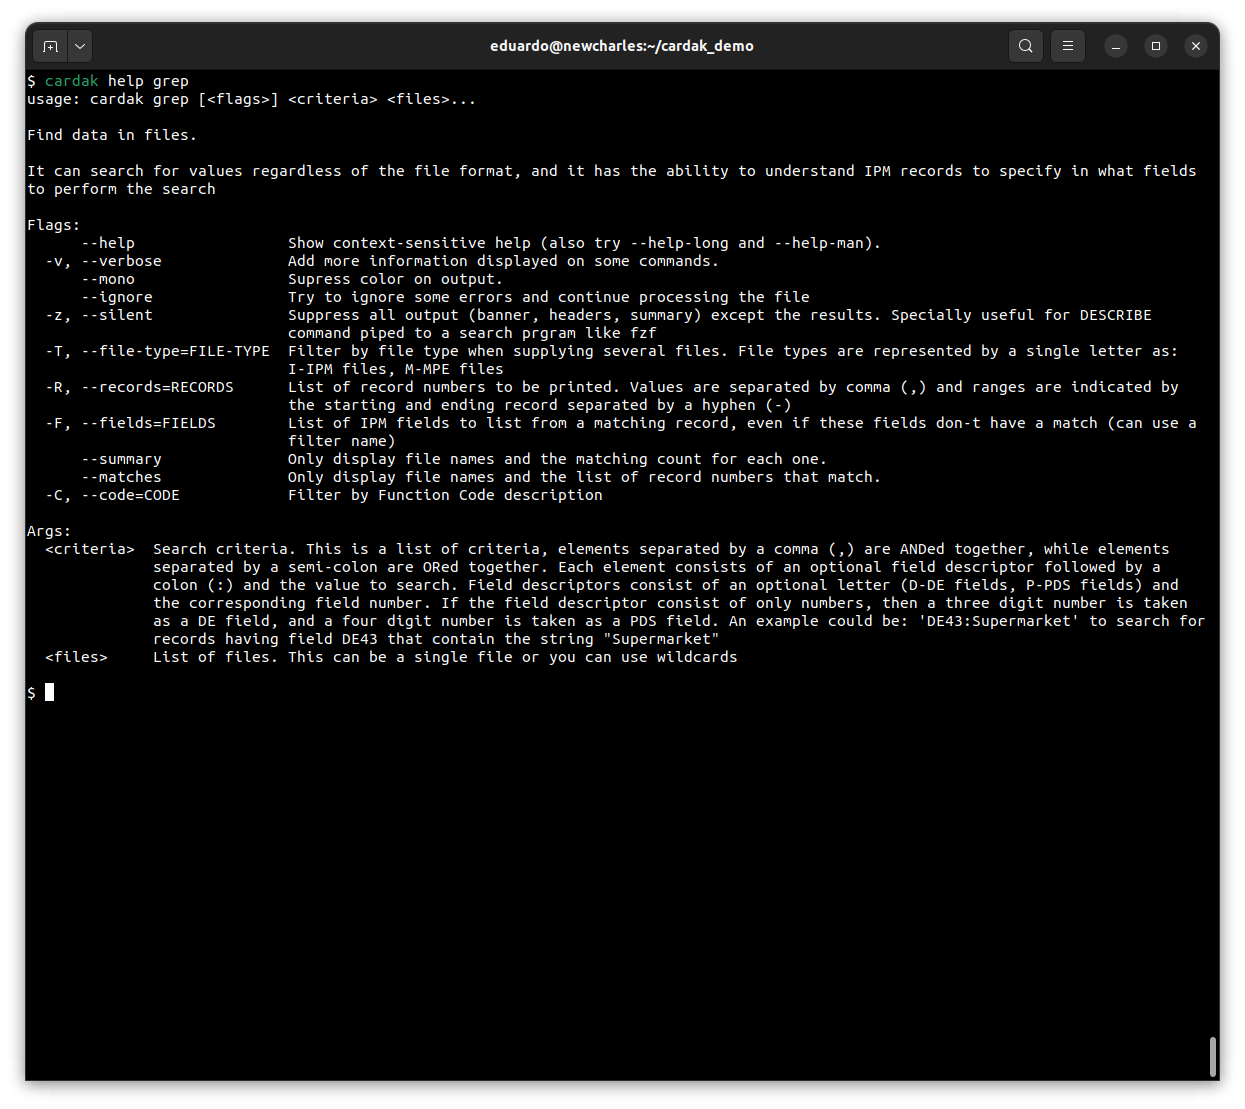 eduardo@newcharles:~/cardak_demo
$ cardak help grep
usage: cardak grep [<flags>] <criteria> <files>...
Find data in files.
It can search for values regardless of the file format, and it has the ability to understand IPM records to specify in what fields
to perform the search
Flags:
      --help                 Show context-sensitive help (also try --help-long and --help-man).
  -v, --verbose              Add more information displayed on some commands.
      --mono                 Supress color on output.
      --ignore               Try to ignore some errors and continue processing the file
  -z, --silent               Suppress all output (banner, headers, summary) except the results. Specially useful for DESCRIBE
                             command piped to a search prgram like fzf
  -T, --file-type=FILE-TYPE  Filter by file type when supplying several files. File types are represented by a single letter as:
                             I-IPM files, M-MPE files
  -R, --records=RECORDS      List of record numbers to be printed. Values are separated by comma (,) and ranges are indicated by
                             the starting and ending record separated by a hyphen (-)
  -F, --fields=FIELDS        List of IPM fields to list from a matching record, even if these fields don-t have a match (can use a
                             filter name)
      --summary              Only display file names and the matching count for each one.
      --matches              Only display file names and the list of record numbers that match.
  -C, --code=CODE            Filter by Function Code description
Args:
  <criteria>  Search criteria. This is a list of criteria, elements separated by a comma (,) are ANDed together, while elements
              separated by a semi-colon are ORed together. Each element consists of an optional field descriptor followed by a
              colon (:) and the value to search. Field descriptors consist of an optional letter (D-DE fields, P-PDS fields) and
              the corresponding field number. If the field descriptor consist of only numbers, then a three digit number is taken
              as a DE field, and a four digit number is taken as a PDS field. An example could be: 'DE43:Supermarket' to search for
              records having field DE43 that contain the string "Supermarket"
  <files>     List of files. This can be a single file or you can use wildcards
$